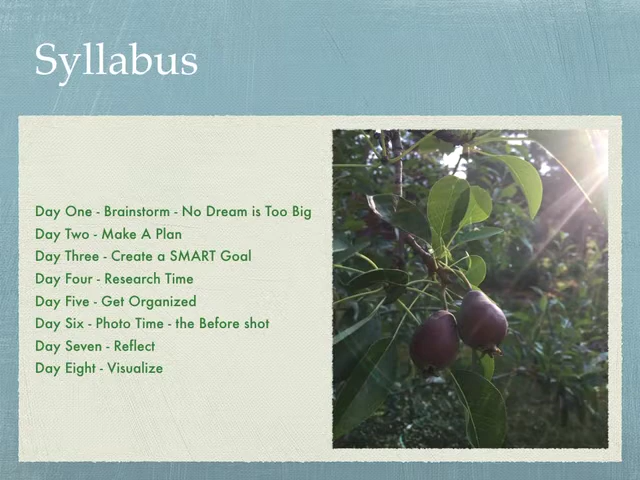 Syllabus
Day One - Brainstorm - No Dream is Too Big
Day Two - Make A Plan
Day Three - Create a SMART Goal
Day Four - Research Time
Day Five - Get Organized
Day Six - Photo Time - the Before shot
Day Seven - Reflect
Day Eight - Visualize